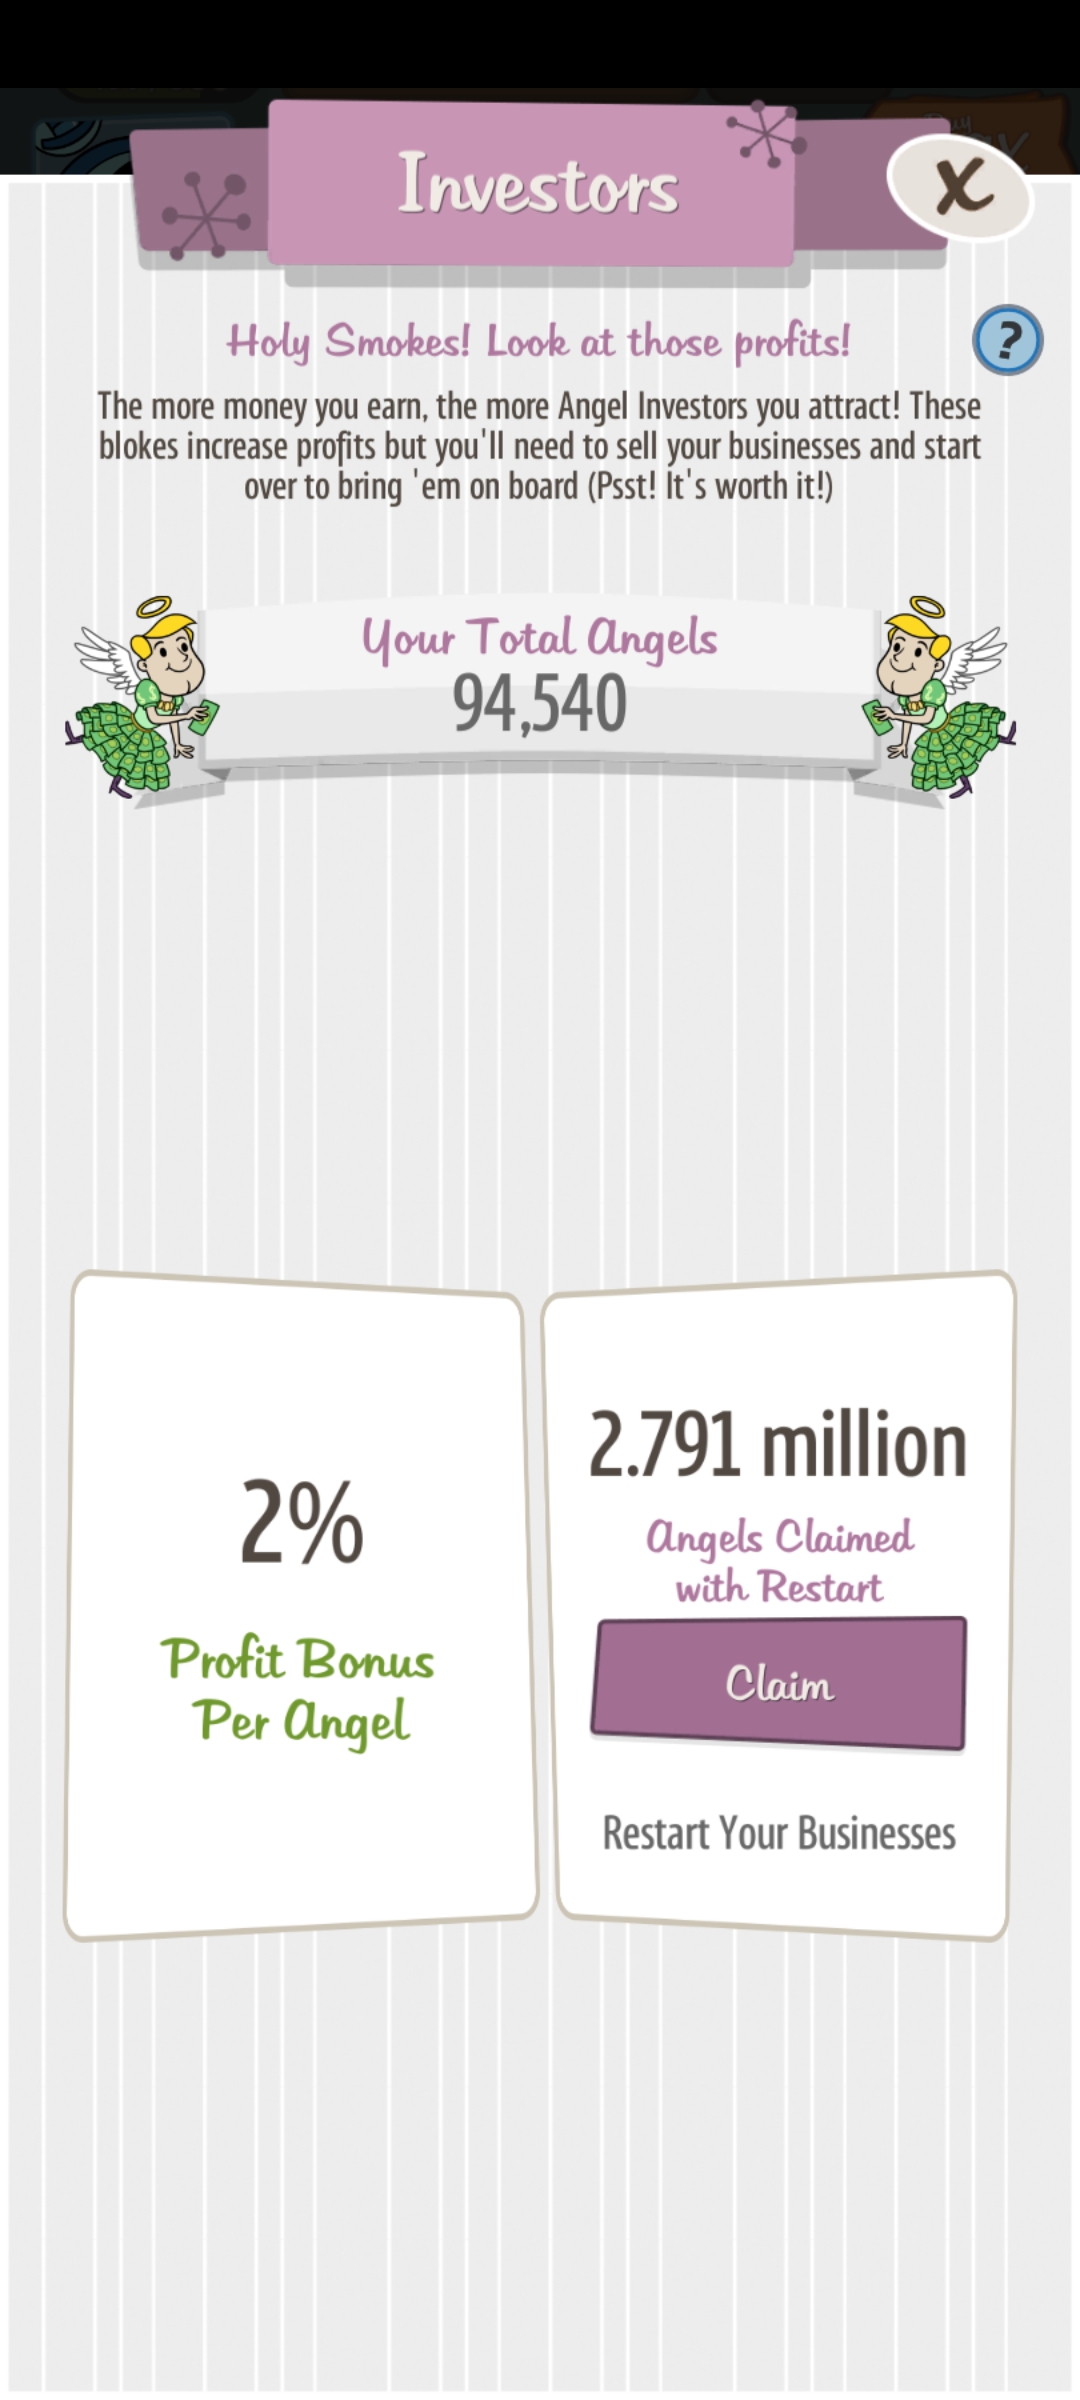 Investors
X
Holy Smokes! Look at those profits!
?
The more money you earn, the more Angel Investors you attract! These
blokes increase profits but you'll need to sell your businesses and start
over to bring 'em on board (Psst! It's worth it!)
Your Total Angels
94,540
2%
Profit Bonus
Per Angel
2.791 million
Angels Claimed
with Restart
Claim
Restart Your Businesses